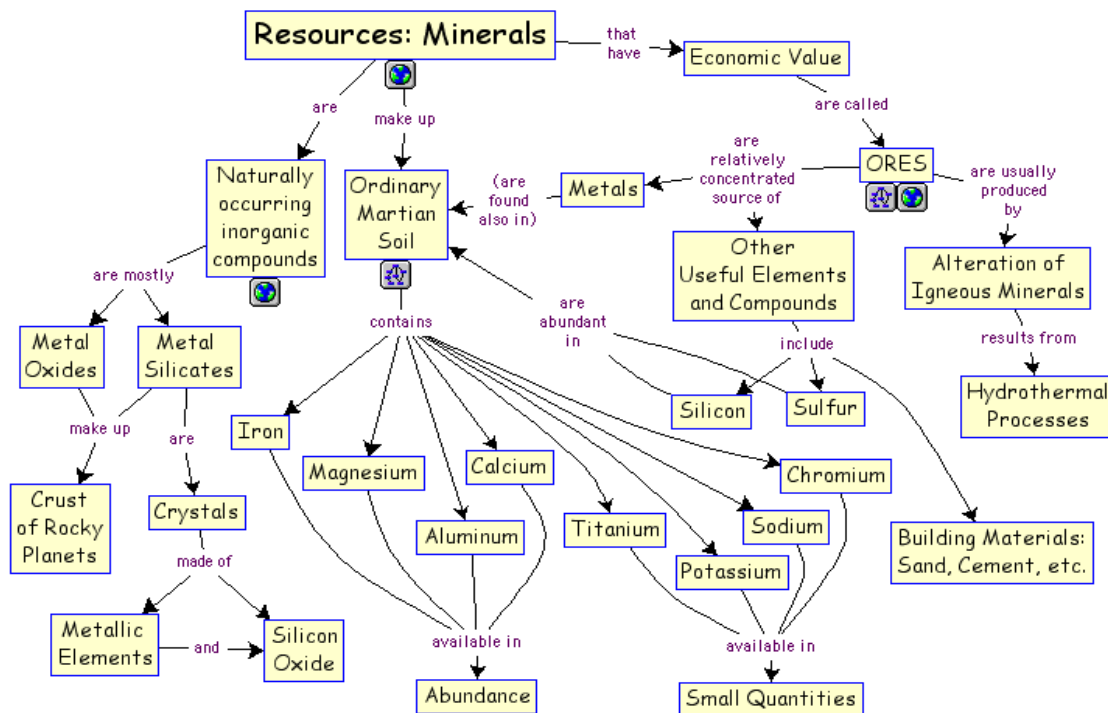 Resources: Minerals
that
have
Economic Value
are
make up
are called
Naturally
occurring
inorganic
compounds
Ordinary
Martian
Soil
(are
found
also in)
Metals
are
relatively
concentrated
source of
ORES
are usually
produced
by
Other
Useful Elements
and Compounds
Alteration of
Igneous Minerals
are mostly
contains
are
abundant
in
include
results from
Metal
Oxides
Metal
Silicates
Silicon
Sulfur
Hydrothermal
Processes
make up
are
Iron
Magnesium
Calcium
Chromium
Crust
of Rocky
Planets
Crystals
Aluminum
Titanium
Sodium
Potassium
Building Materials:
Sand, Cement, etc.
made of
Metallic
Elements
and
Silicon
Oxide
available in
available in
Abundance
Small Quantities